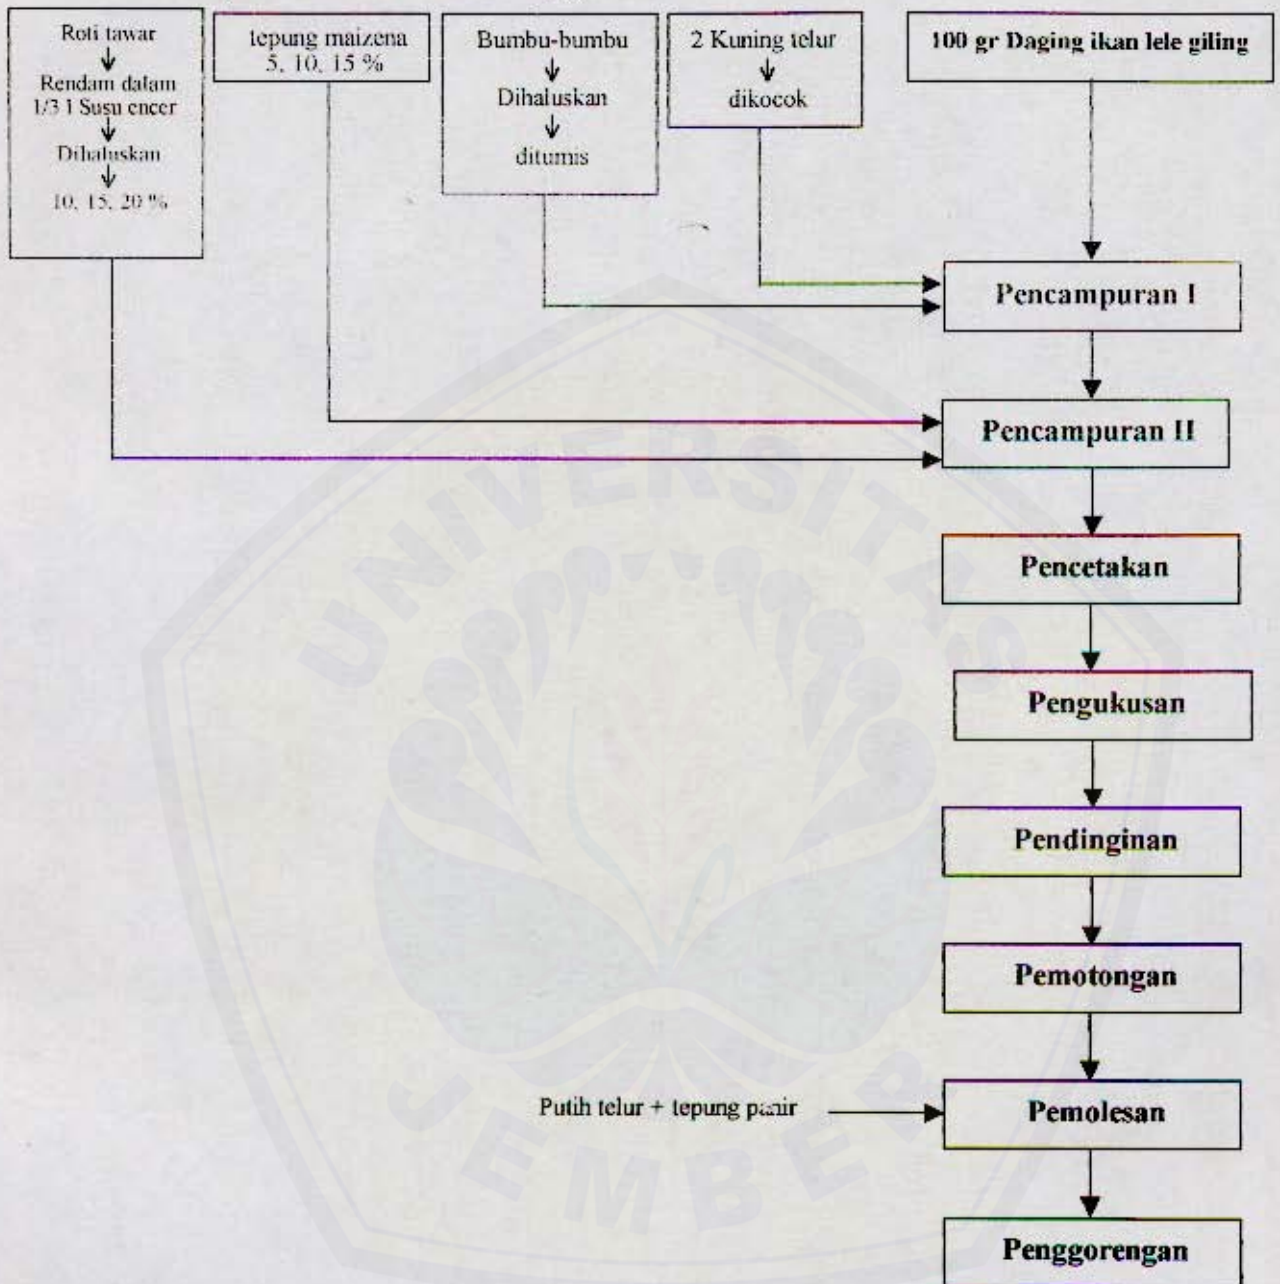 Roti tawar
Rendam dalam
1/3 l Susu encer
Dihaluskan
10, 15, 20 %
tepung maizena
5, 10, 15 %
Bumbu-bumbu
Dihaluskan
ditumis
2 Kuning telur
dikocok
100 gr Daging ikan lele giling
Pencampuran I
Pencampuran II
Pencetakan
Pengukusan
Pendinginan
Pemotongan
Putih telur + tepung panir
Pemolesan
Penggorengan
UNIVERSITAS
JEMBER